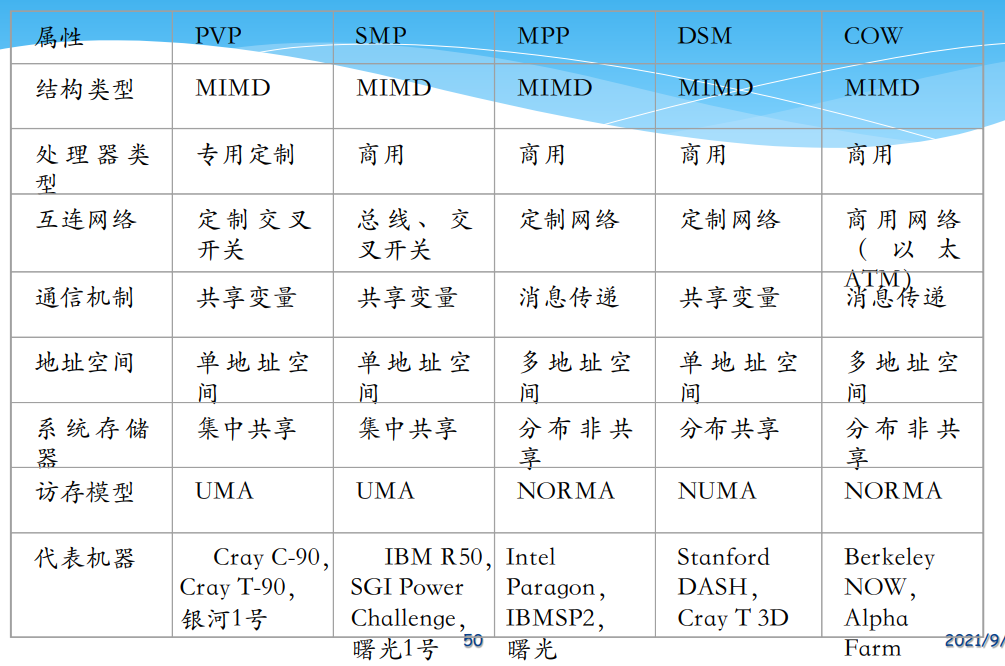 属性 PVP SMP MPP DSM COW
结构类型 MIMD MIMD MIMD MIMD MIMD
处理器类型 专用定制 商用 商用 商用 商用
互连网络 定制交叉开关 总线、交叉开关 定制网络 定制网络 商用网络（以太ATM）
通信机制 共享变量 共享变量 消息传递 共享变量 消息传递
地址空间 单地址空间 单地址空间 多地址空间 单地址空间 多地址空间
系统存储器 集中共享 集中共享 分布非共享 分布共享 分布非共享
访存模型 UMA UMA NORMA NUMA NORMA
代表机器 Cray C-90, Cray T-90, 银河1号 IBM R50, SGI Power Challenge, 曙光1号 Intel Paragon, IBMSP2, 曙光 Stanford DASH, Cray T 3D Berkeley NOW, Alpha Farm
50
2021/9/